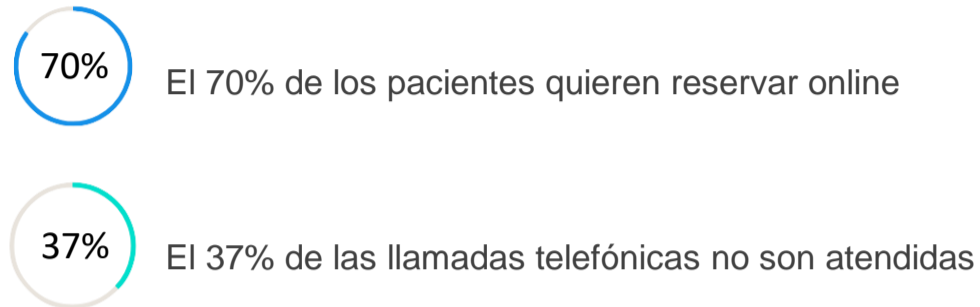 70%
El 70% de los pacientes quieren reservar online
37%
El 37% de las llamadas telefónicas no son atendidas